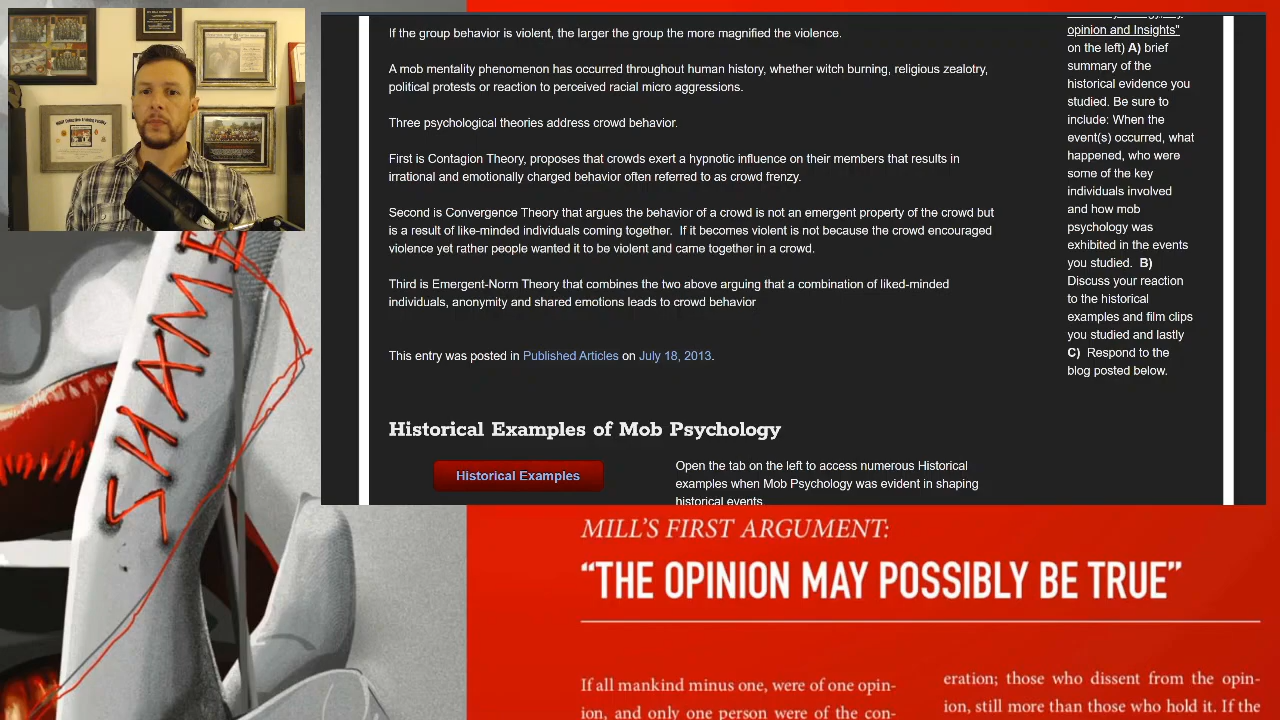 If the group behavior is violent, the larger the group the more magnified the violence.
A mob mentality phenomenon has occurred throughout human history, whether witch burning, religious zealotry,
political protests or reaction to perceived racial micro aggressions.
Three psychological theories address crowd behavior.
First is Contagion Theory, proposes that crowds exert a hypnotic influence on their members that results in
irrational and emotionally charged behavior often referred to as crowd frenzy.
Second is Convergence Theory that argues the behavior of a crowd is not an emergent property of the crowd but
is a result of like-minded individuals coming together.  If it becomes violent is not because the crowd encouraged
violence yet rather people wanted it to be violent and came together in a crowd.
Third is Emergent-Norm Theory that combines the two above arguing that a combination of liked-minded
individuals, anonymity and shared emotions leads to crowd behavior
This entry was posted in Published Articles on July 18, 2013.
Historical Examples of Mob Psychology
Historical Examples
Open the tab on the left to access numerous Historical
examples when Mob Psychology was evident in shaping
historical events
opinion and Insights"
on the left) A) brief
summary of the
historical evidence you
studied. Be sure to
include: When the
event(s) occurred, what
happened, who were
some of the key
individuals involved
and how mob
psychology was
exhibited in the events
you studied.  B)
Discuss your reaction
to the historical
examples and film clips
you studied and lastly
C)  Respond to the
blog posted below.
SHAME
MILL'S FIRST ARGUMENT:
“THE OPINION MAY POSSIBLY BE TRUE”
If all mankind minus one, were of one opin-
ion, and only one person were of the con-
eration; those who dissent from the opin-
ion, still more than those who hold it. If the